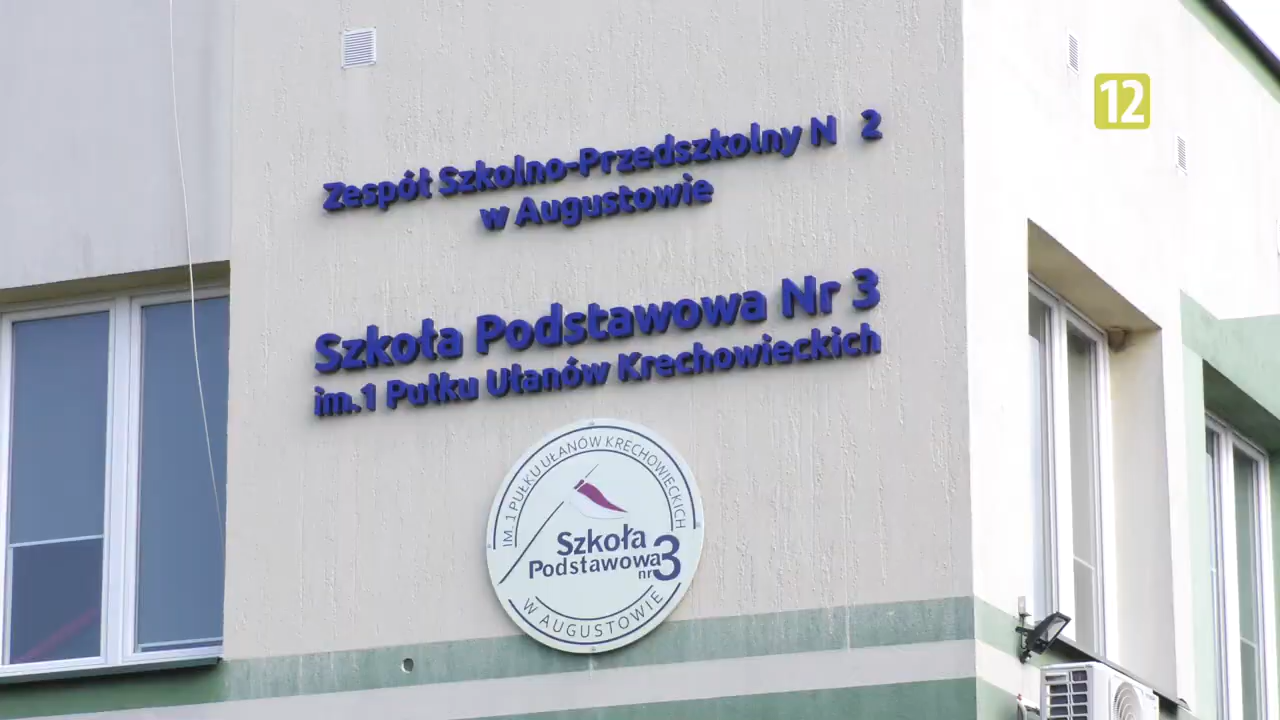 12
Zespół Szkolno-Przedszkolny N 2
w Augustowie
Szkoła Podstawowa Nr 3
im.1 Pułku Ułanów Krechowieckich
IM. 1 PUŁKU UŁANÓW KRECHOWIECKICH
Szkoła
Podstawowa
nr 3
W AUGUSTOWIE